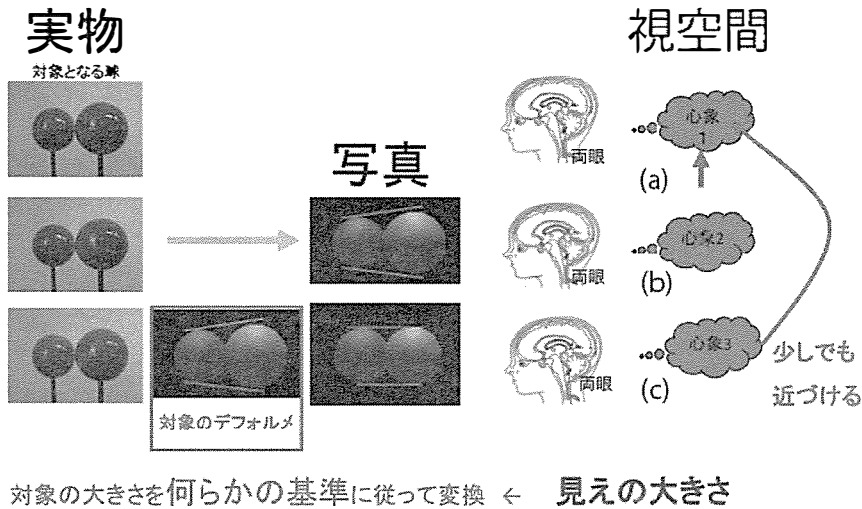 実物
視空間
対象となる球
写真
心象
1
両眼
(a)
心象2
両眼
(b)
心象3
両眼
(c)
少しでも
近づける
対象のデフォルメ
対象の大きさを何らかの基準に従って変換 ← 見えの大きさ